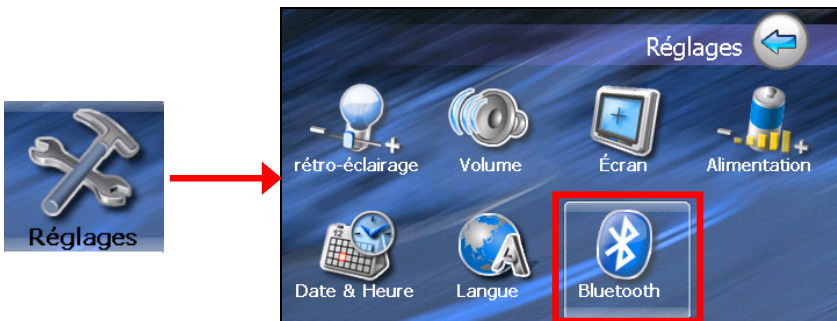 Réglages
Réglages
rétro-éclairage Volume Écran Alimentation
Date & Heure Langue Bluetooth